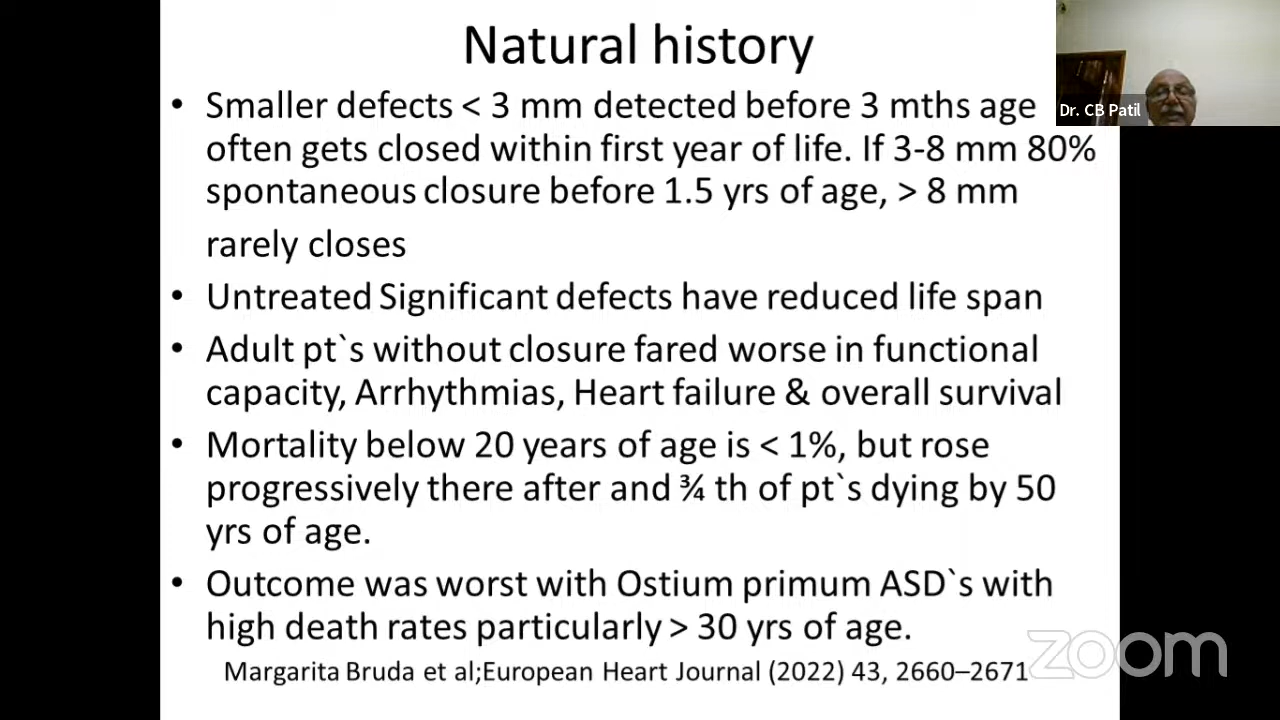 Natural history
• Smaller defects < 3 mm detected before 3 mths age
often gets closed within first year of life. If 3-8 mm 80%
spontaneous closure before 1.5 yrs of age, > 8 mm
rarely closes
• Untreated Significant defects have reduced life span
• Adult pt`s without closure fared worse in functional
capacity, Arrhythmias, Heart failure & overall survival
• Mortality below 20 years of age is < 1%, but rose
progressively there after and ¾ th of pt`s dying by 50
yrs of age.
• Outcome was worst with Ostium primum ASD`s with
high death rates particularly > 30 yrs of age.
Margarita Bruda et al;European Heart Journal (2022) 43, 2660–2671
Dr. CB Patil
zoom